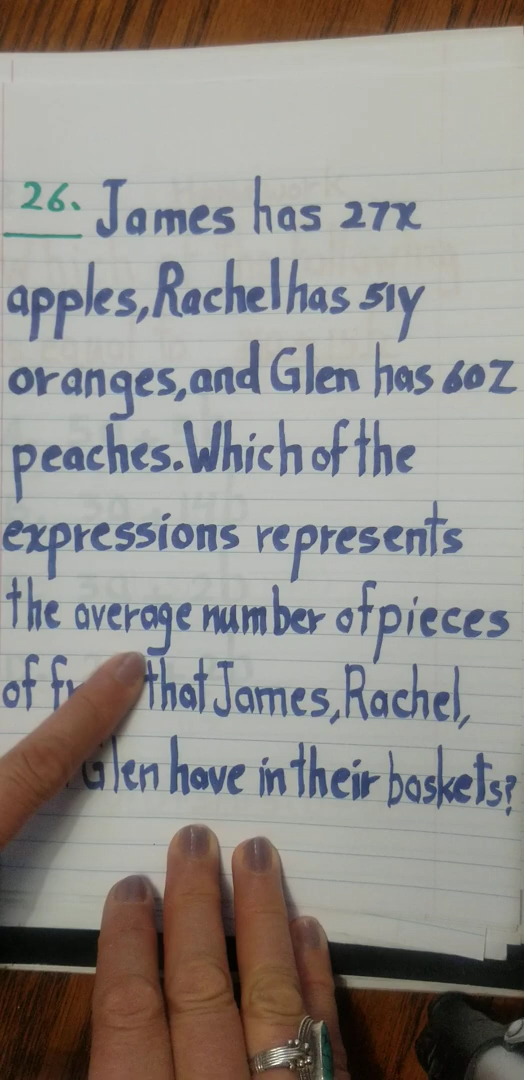 26. James has 27x
apples, Rachel has 51y
oranges, and Glen has 60z
peaches. Which of the
expressions represents
the average number of pieces
of that James, Rachel,
Glen have in their baskets?